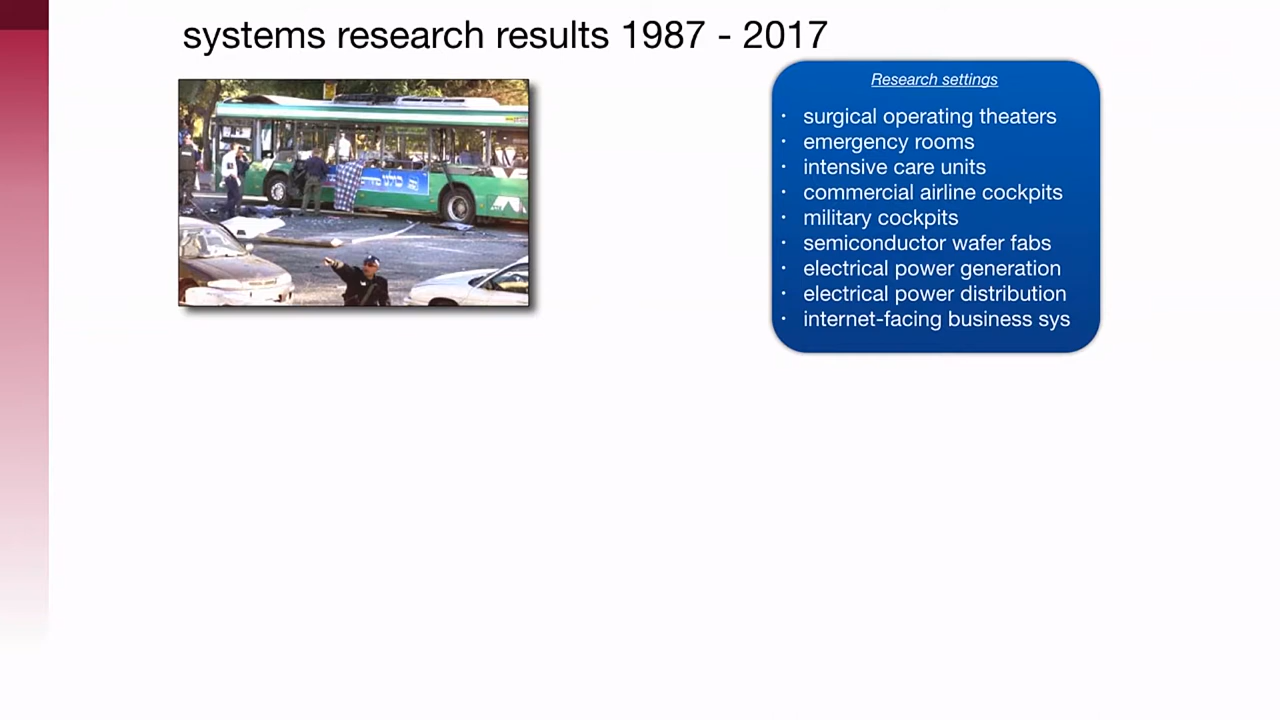 systems research results 1987 - 2017
Research settings
· surgical operating theaters
· emergency rooms
· intensive care units
· commercial airline cockpits
· military cockpits
· semiconductor wafer fabs
· electrical power generation
· electrical power distribution
· internet-facing business sys